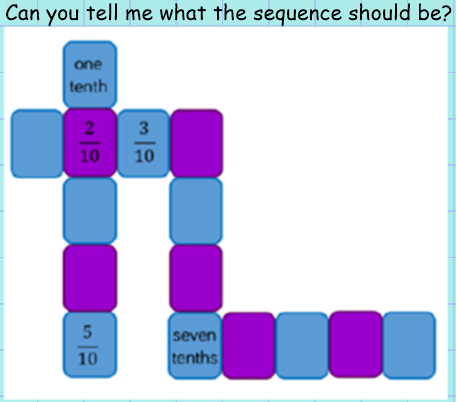 Can you tell me what the sequence should be?
one
tenth
2/10
3/10
5/10
seven
tenths